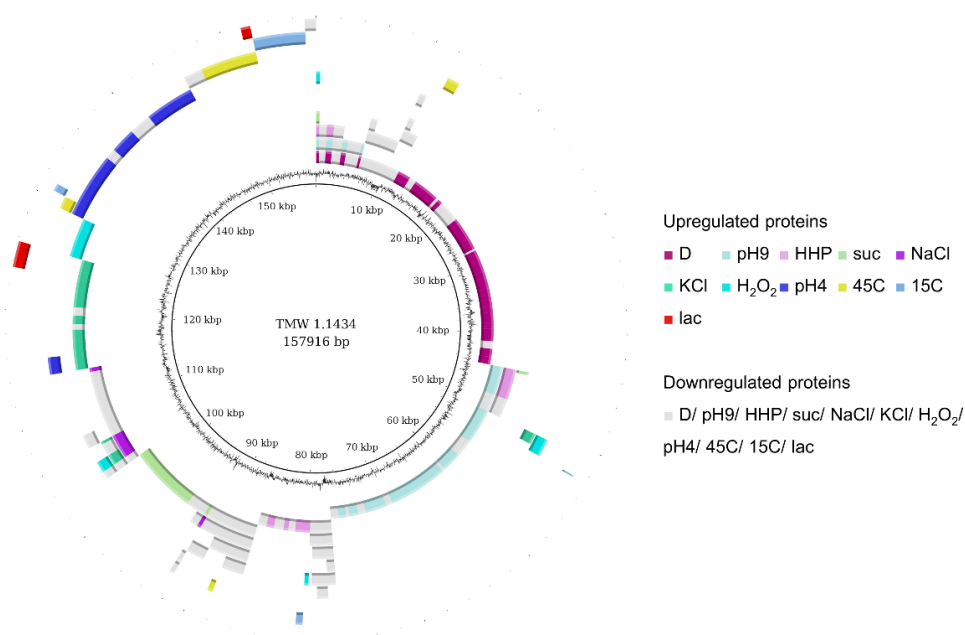 150 kbp
10 kbp
140 kbp
20 kbp
130 kbp
30 kbp
120 kbp
40 kbp
110 kbp
50 kbp
100 kbp
60 kbp
90 kbp
70 kbp
80 kbp
TMW 1.1434
157916 bp
Upregulated proteins
D pH9 HHP suc NaCl
KCl H₂O₂ pH4 45C 15C
lac
Downregulated proteins
D/ pH9/ HHP/ suc/ NaCl/ KCl/ H₂O₂/
pH4/ 45C/ 15C/ lac